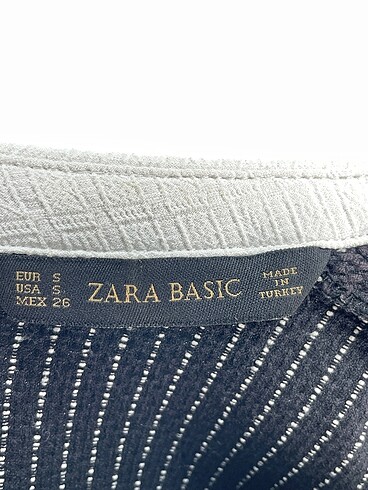 EUR S
USA S
MEX 26
ZARA BASIC
MADE
IN
TURKEY